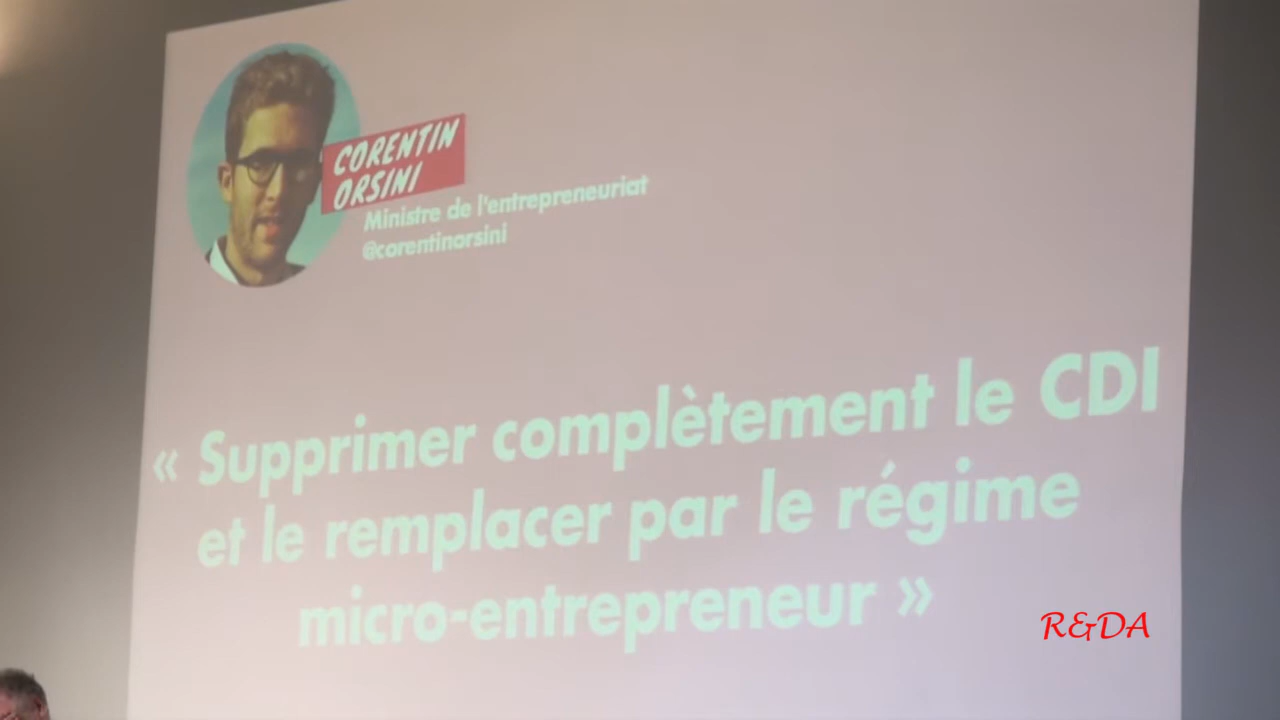 CORENTIN
ORSINI
Ministre de l'entrepreneuriat
@corentinorsini
« Supprimer complètement le CDI
et le remplacer par le régime
micro-entrepreneur »
R&DA